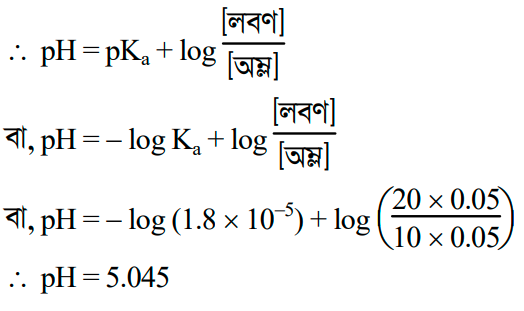 ∴ pH = pKₐ + log [লবণ]/[অম্ল]
বা, pH = – log Kₐ + log [লবণ]/[অম্ল]
বা, pH = – log (1.8 × 10⁻⁵) + log (20 × 0.05/10 × 0.05)
∴ pH = 5.045